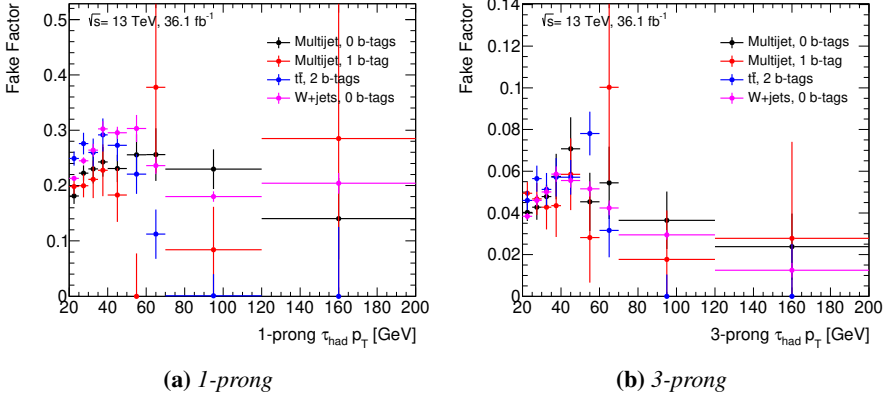 √s= 13 TeV, 36.1 fb⁻¹
Fake Factor
Multijet, 0 b-tags
Multijet, 1 b-tag
tt̄, 2 b-tags
W+jets, 0 b-tags
0.5
0.4
0.3
0.2
0.1
0
20 40 60 80 100 120 140 160 180 200
1-prong τhad pT [GeV]
(a) 1-prong
√s= 13 TeV, 36.1 fb⁻¹
Fake Factor
Multijet, 0 b-tags
Multijet, 1 b-tag
tt̄, 2 b-tags
W+jets, 0 b-tags
0.14
0.12
0.1
0.08
0.06
0.04
0.02
0
20 40 60 80 100 120 140 160 180 200
3-prong τhad pT [GeV]
(b) 3-prong